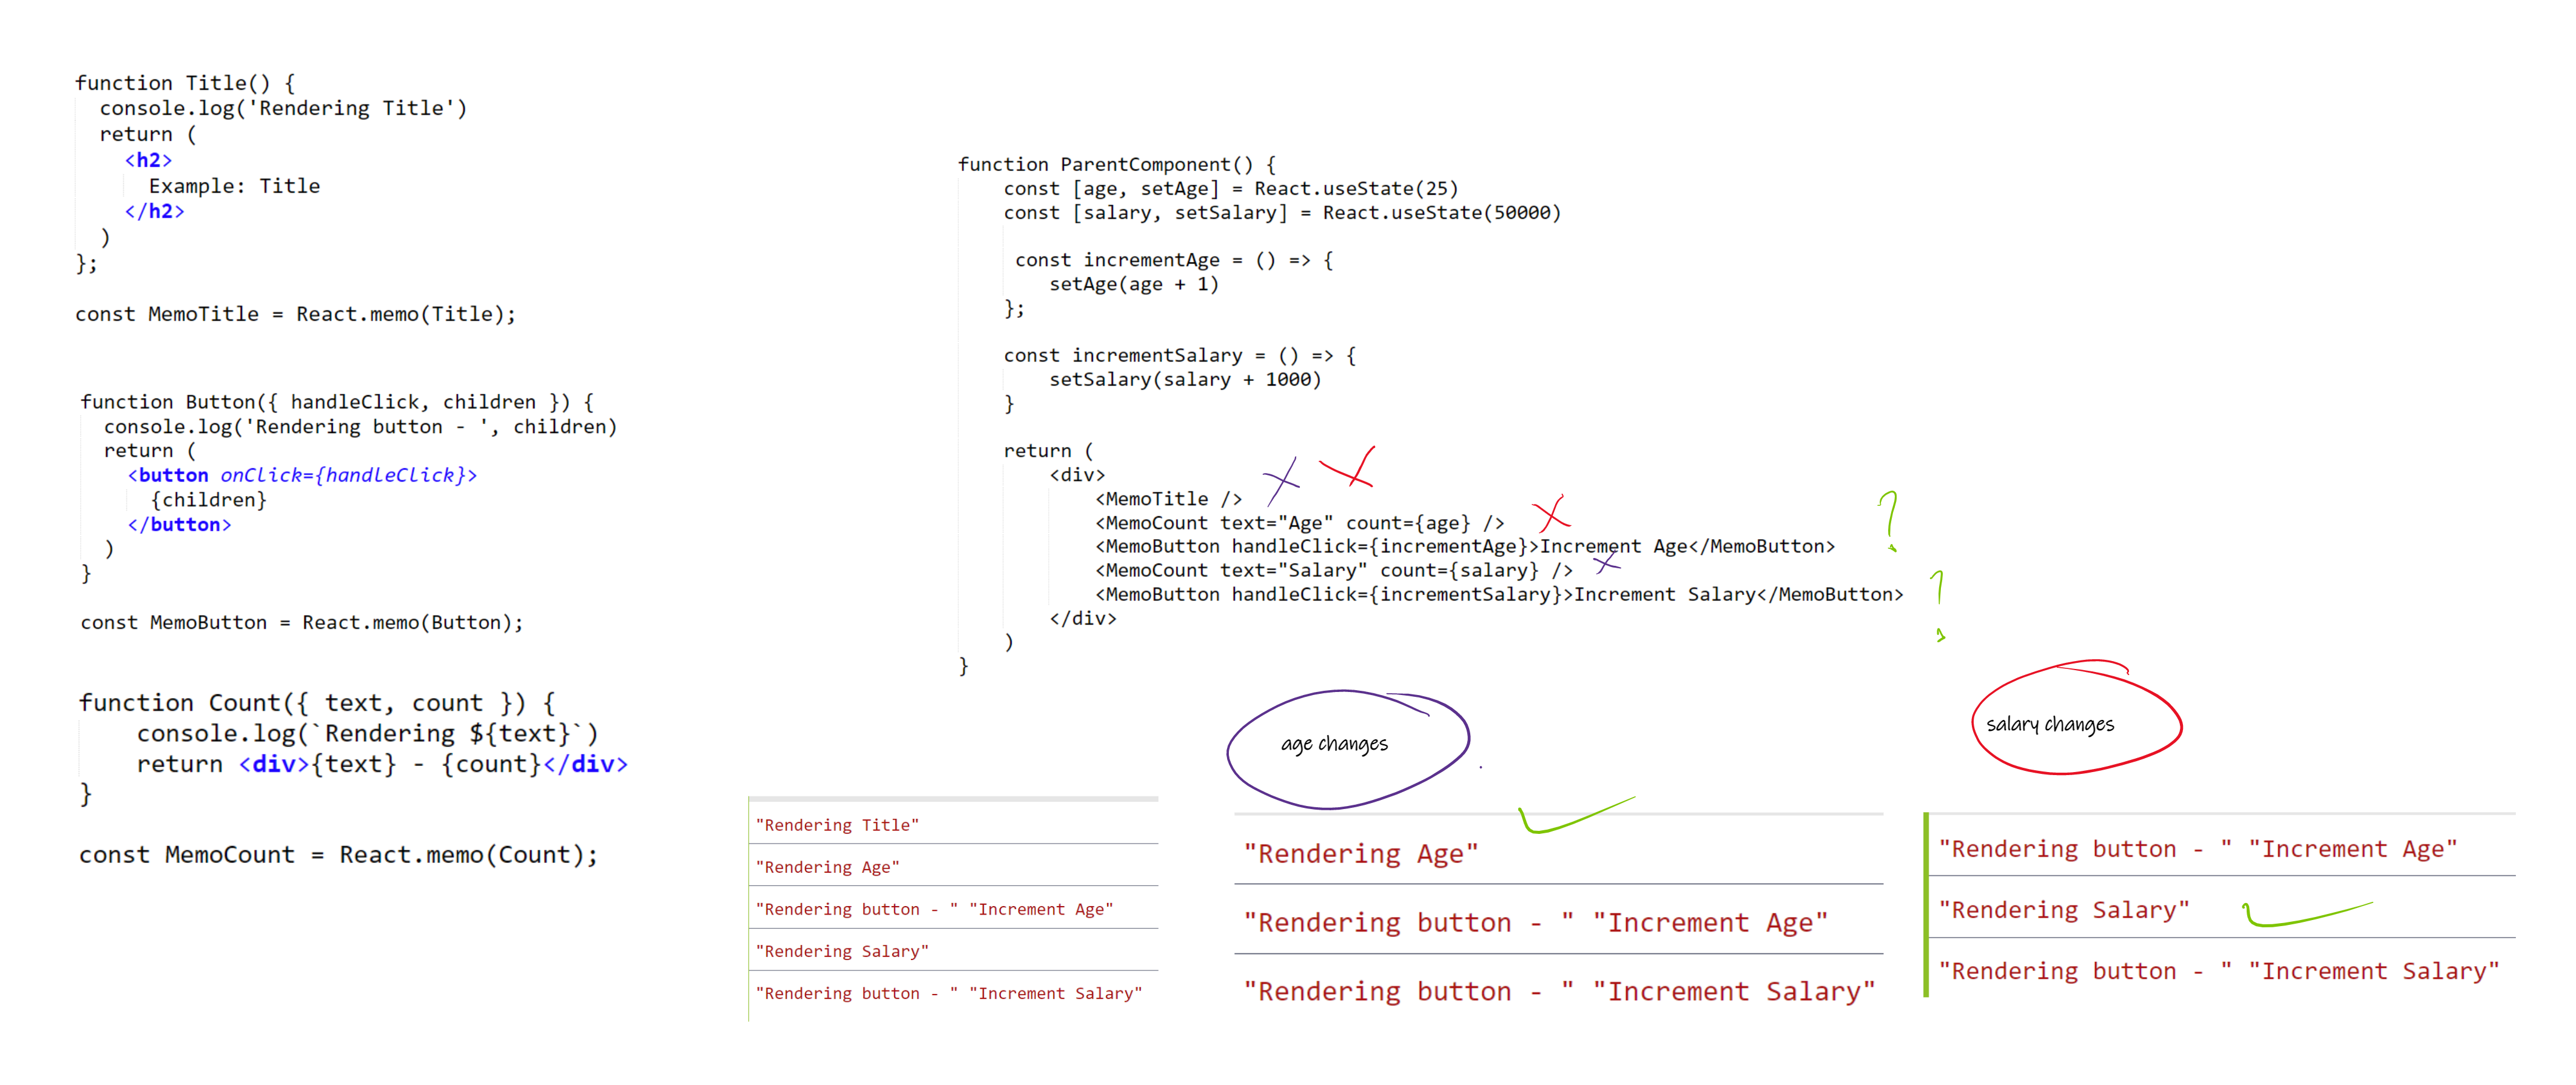 function Title() {
console.log('Rendering Title')
return (
<h2>
Example: Title
</h2>
)
};
const MemoTitle = React.memo(Title);
function Button({ handleClick, children }) {
console.log('Rendering button - ', children)
return (
<button onClick={handleClick}>
{children}
</button>
)
}
const MemoButton = React.memo(Button);
function Count({ text, count }) {
console.log(`Rendering ${text}`)
return <div>{text} - {count}</div>
}
const MemoCount = React.memo(Count);
function ParentComponent() {
const [age, setAge] = React.useState(25)
const [salary, setSalary] = React.useState(50000)
const incrementAge = () => {
setAge(age + 1)
};
const incrementSalary = () => {
setSalary(salary + 1000)
}
return (
<div>
<MemoTitle />
<MemoCount text="Age" count={age} />
<MemoButton handleClick={incrementAge}>Increment Age</MemoButton>
<MemoCount text="Salary" count={salary} />
<MemoButton handleClick={incrementSalary}>Increment Salary</MemoButton>
</div>
)
}
?
?
"Rendering Title"
"Rendering Age"
"Rendering button - " "Increment Age"
"Rendering Salary"
"Rendering button - " "Increment Salary"
age changes
"Rendering Age"
"Rendering button - " "Increment Age"
"Rendering button - " "Increment Salary"
salary changes
"Rendering button - " "Increment Age"
"Rendering Salary"
"Rendering button - " "Increment Salary"